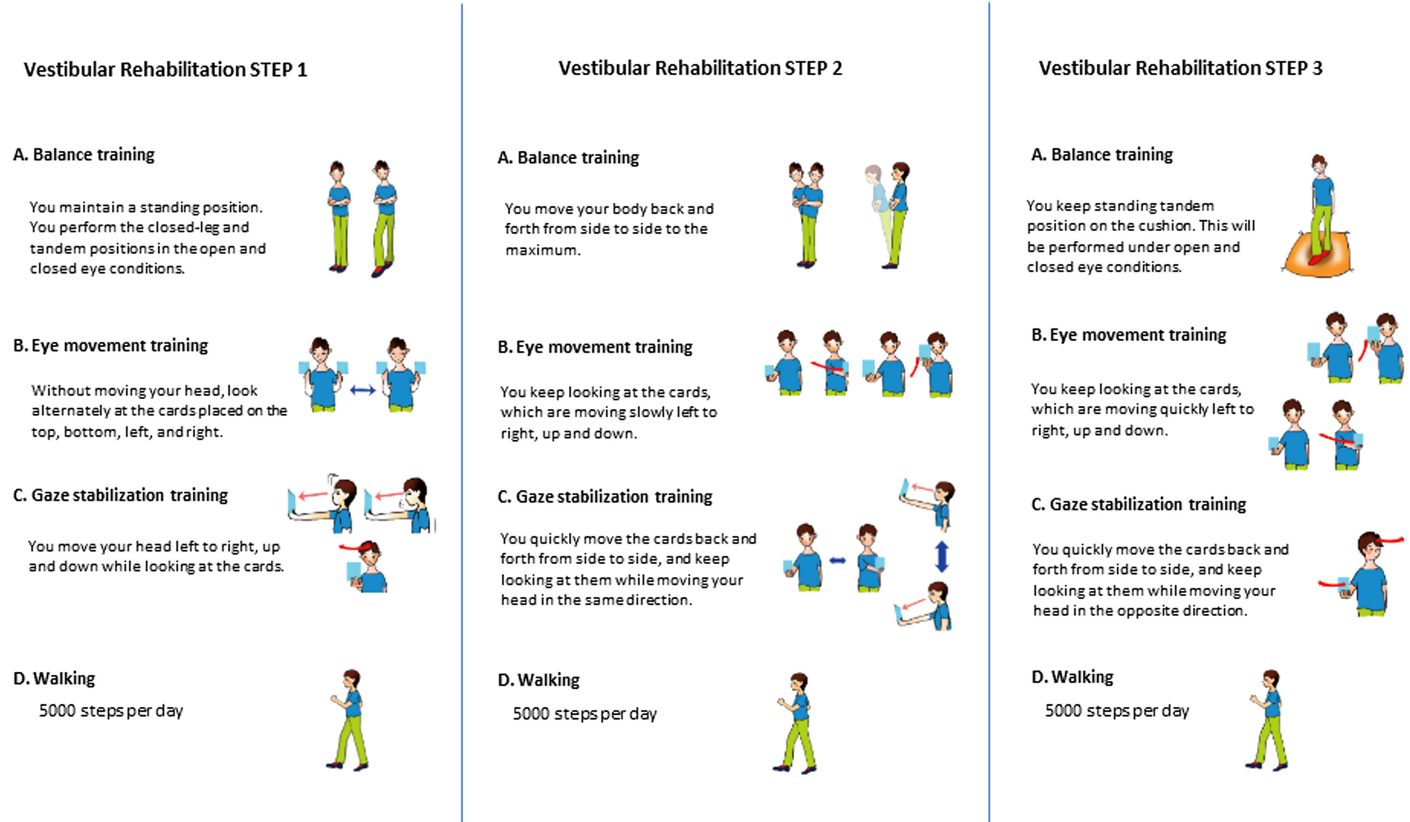 Vestibular Rehabilitation STEP 1
A. Balance training
You maintain a standing position.
You perform the closed-leg and
tandem positions in the open and
closed eye conditions.
B. Eye movement training
Without moving your head, look
alternately at the cards placed on the
top, bottom, left, and right.
C. Gaze stabilization training
You move your head left to right, up
and down while looking at the cards.
D. Walking
5000 steps per day
Vestibular Rehabilitation STEP 2
A. Balance training
You move your body back and
forth from side to side to the
maximum.
B. Eye movement training
You keep looking at the cards,
which are moving slowly left to
right, up and down.
C. Gaze stabilization training
You quickly move the cards back and
forth from side to side, and keep
looking at them while moving your
head in the same direction.
D. Walking
5000 steps per day
Vestibular Rehabilitation STEP 3
A. Balance training
You keep standing tandem
position on the cushion. This will
be performed under open and
closed eye conditions.
B. Eye movement training
You keep looking at the cards,
which are moving quickly left to
right, up and down.
C. Gaze stabilization training
You quickly move the cards back and
forth from side to side, and keep
looking at them while moving your
head in the opposite direction.
D. Walking
5000 steps per day